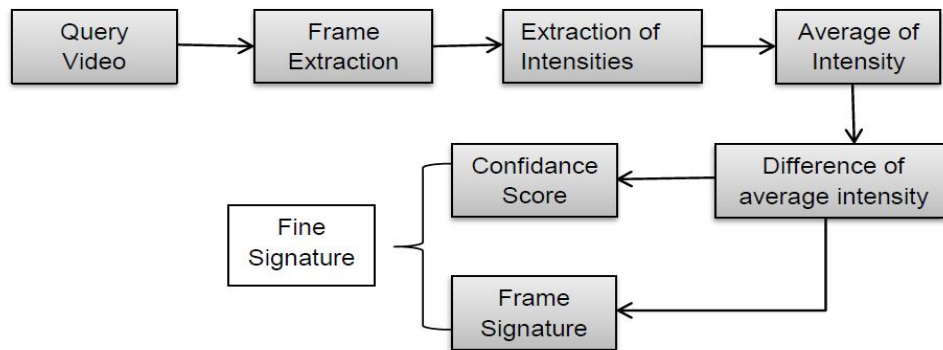 Query
Video
Frame
Extraction
Extraction of
Intensities
Average of
Intensity
Difference of
average intensity
Confidance
Score
Fine
Signature
Frame
Signature